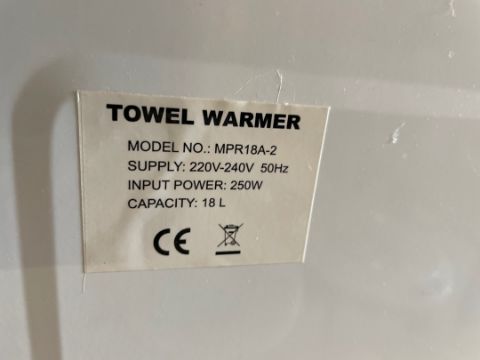 TOWEL WARMER
MODEL NO.: MPR18A-2
SUPPLY: 220V-240V 50Hz
INPUT POWER: 250W
CAPACITY: 18 L
CE